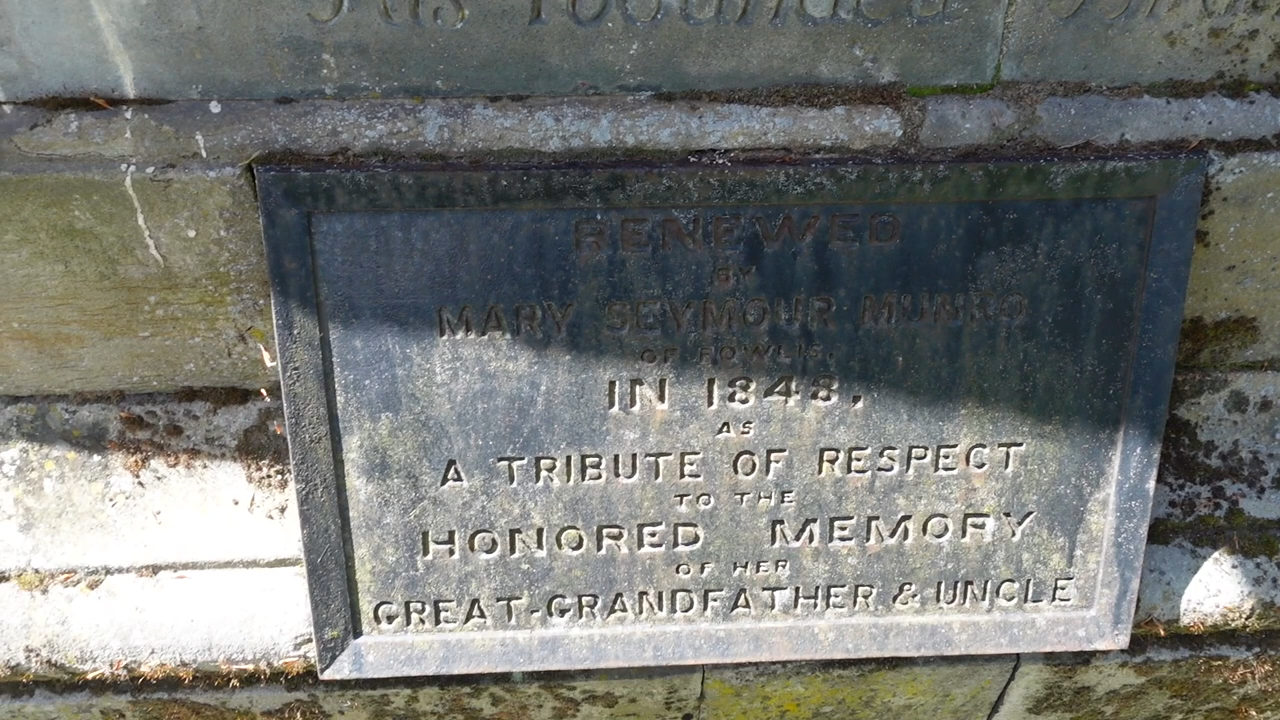 RENEWED
BY
MARY SEYMOUR MUNRO
OF FOWLIS,
IN 1848,
AS
A TRIBUTE OF RESPECT
TO THE
HONORED MEMORY
OF HER
GREAT-GRANDFATHER & UNCLE